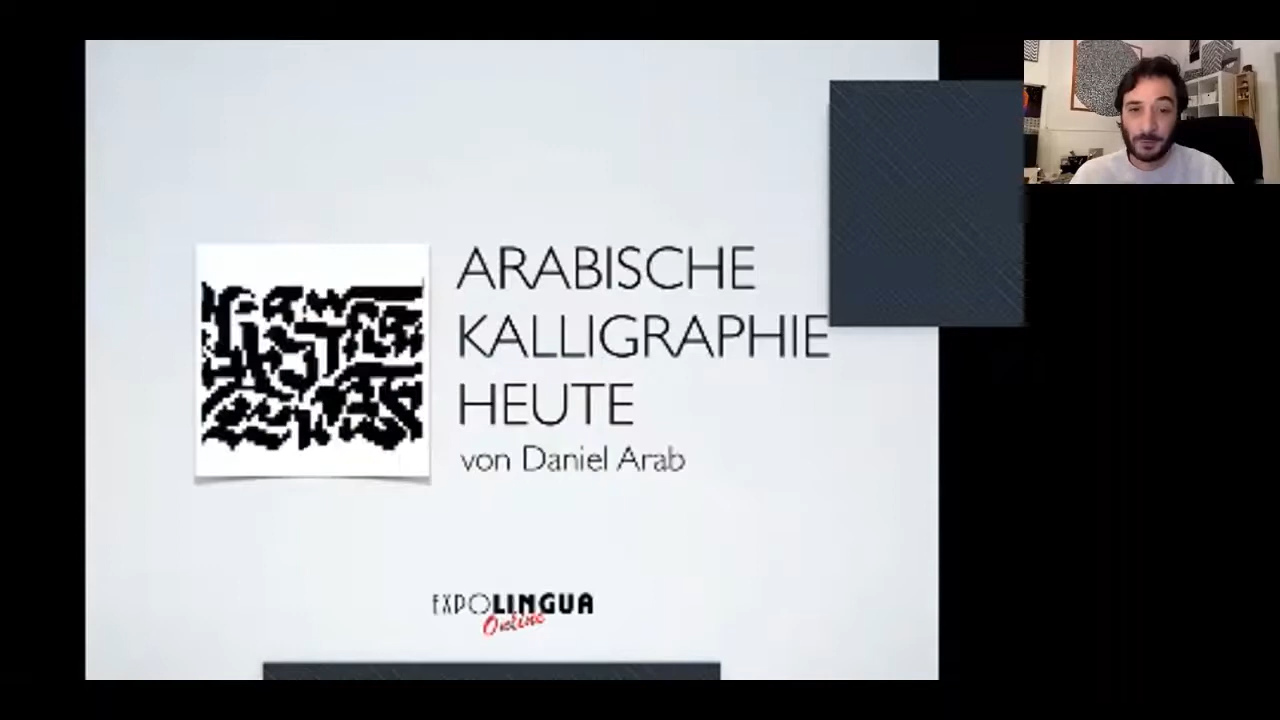 ARABISCHE
KALLIGRAPHIE
HEUTE
von Daniel Arab
EXPOLINGUA
Online